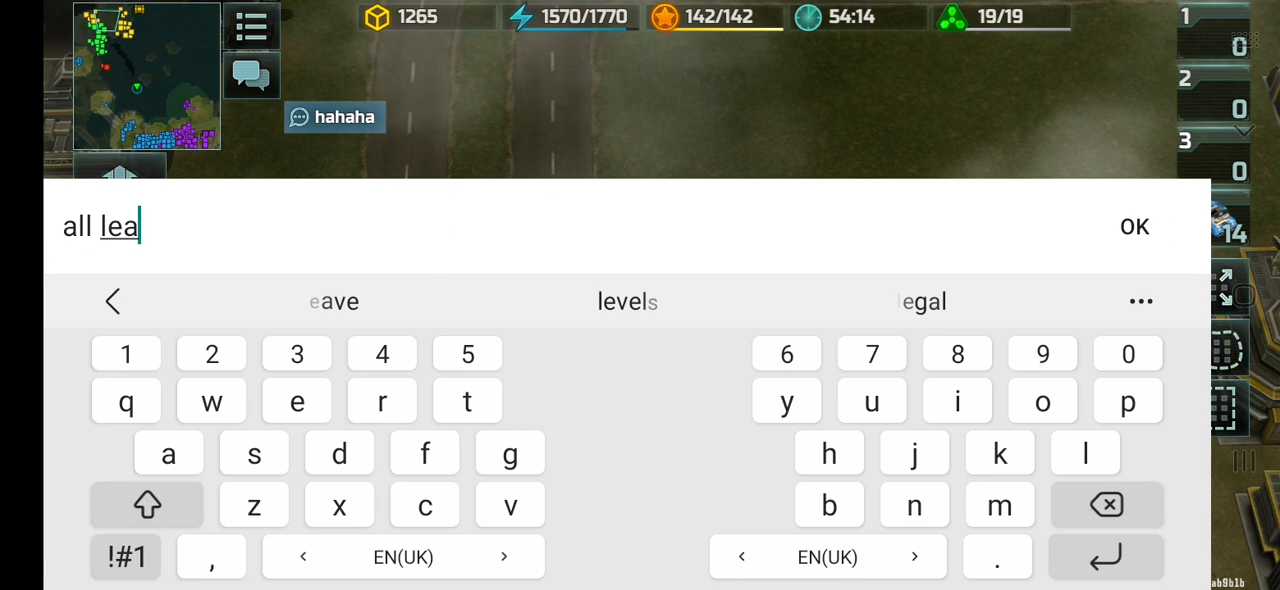 1265 1570/1770 142/142 54:14 19/19
1
0
2
0
3
0
hahaha
14
all lea
OK
eave levels egal ...
1 2 3 4 5 6 7 8 9 0
q w e r t y u i o p
a s d f g h j k l
z x c v b n m
!#1 , < EN(UK) > < EN(UK) > .
ab9b1b